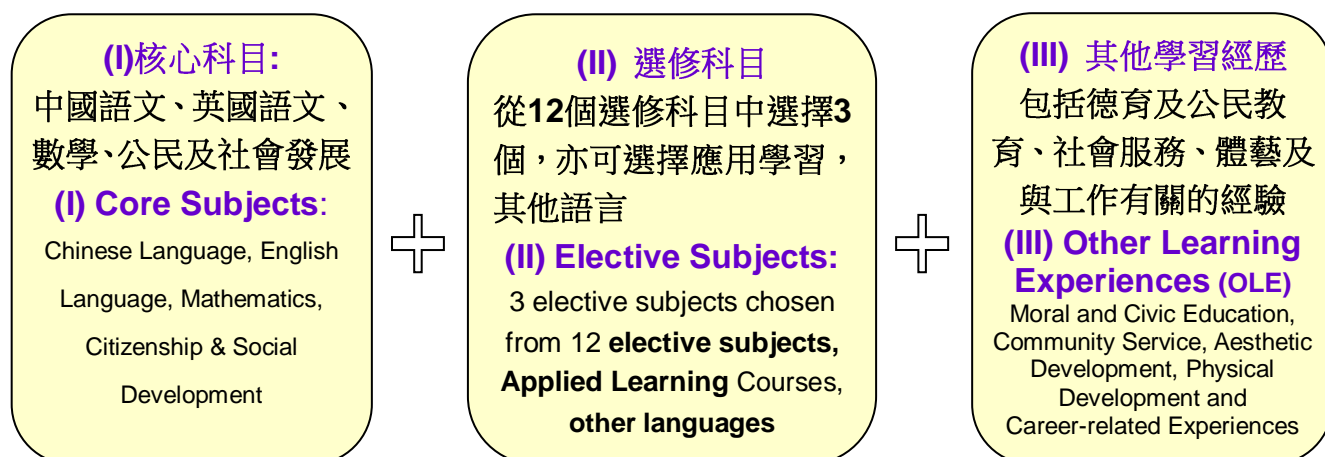 (I)核心科目:
中國語文、英國語文、
數學、公民及社會發展
(I) Core Subjects:
Chinese Language, English
Language, Mathematics,
Citizenship & Social
Development
(II) 選修科目
從12個選修科目中選擇3
個，亦可選擇應用學習，
其他語言
(II) Elective Subjects:
3 elective subjects chosen
from 12 elective subjects,
Applied Learning Courses,
other languages
(III) 其他學習經歷
包括德育及公民教
育、社會服務、體藝及
與工作有關的經驗
(III) Other Learning
Experiences (OLE)
Moral and Civic Education,
Community Service, Aesthetic
Development, Physical
Development and
Career-related Experiences